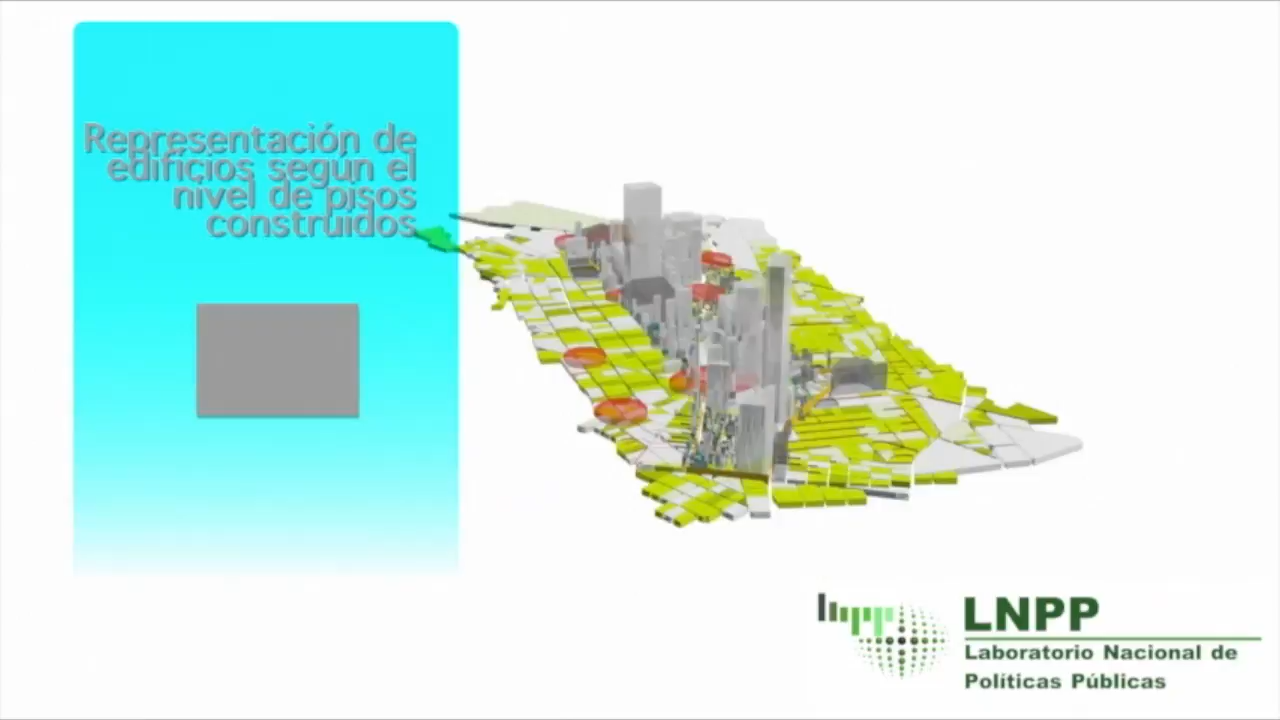 Representación de
edificios según el
nivel de pisos
construidos
LNPP
Laboratorio Nacional de
Políticas Públicas